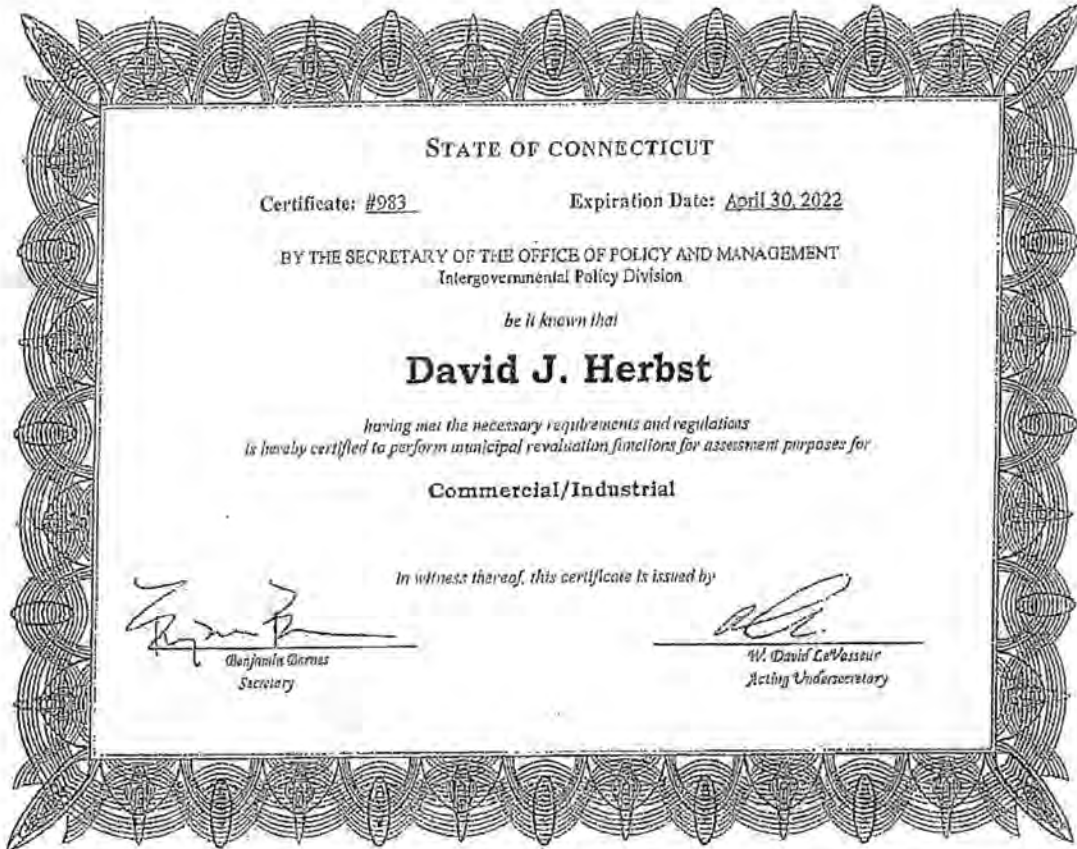 STATE OF CONNECTICUT
Certificate: #983 Expiration Date: April 30, 2022
BY THE SECRETARY OF THE OFFICE OF POLICY AND MANAGEMENT
Intergovernmental Policy Division
be it known that
David J. Herbst
having met the necessary requirements and regulations
is hereby certified to perform municipal revaluation functions for assessment purposes for
Commercial/Industrial
In witness thereof, this certificate is issued by
Benjamin Barnes
Secretary
W. David LeVasseur
Acting Undersecretary